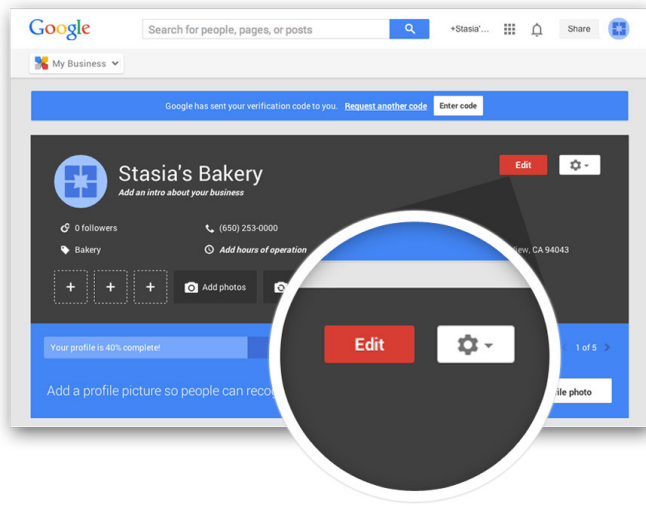 Google
Search for people, pages, or posts
+Stasia'...
Share
My Business
Google has sent your verification code to you. Request another code Enter code
Stasia's Bakery
Add an intro about your business
Edit
0 followers
(650) 253-0000
Bakery
Add hours of operation
CA 94043
+ + + Add photos
Edit
Your profile is 40% complete!
1 of 5
Add a profile picture so people can
photo